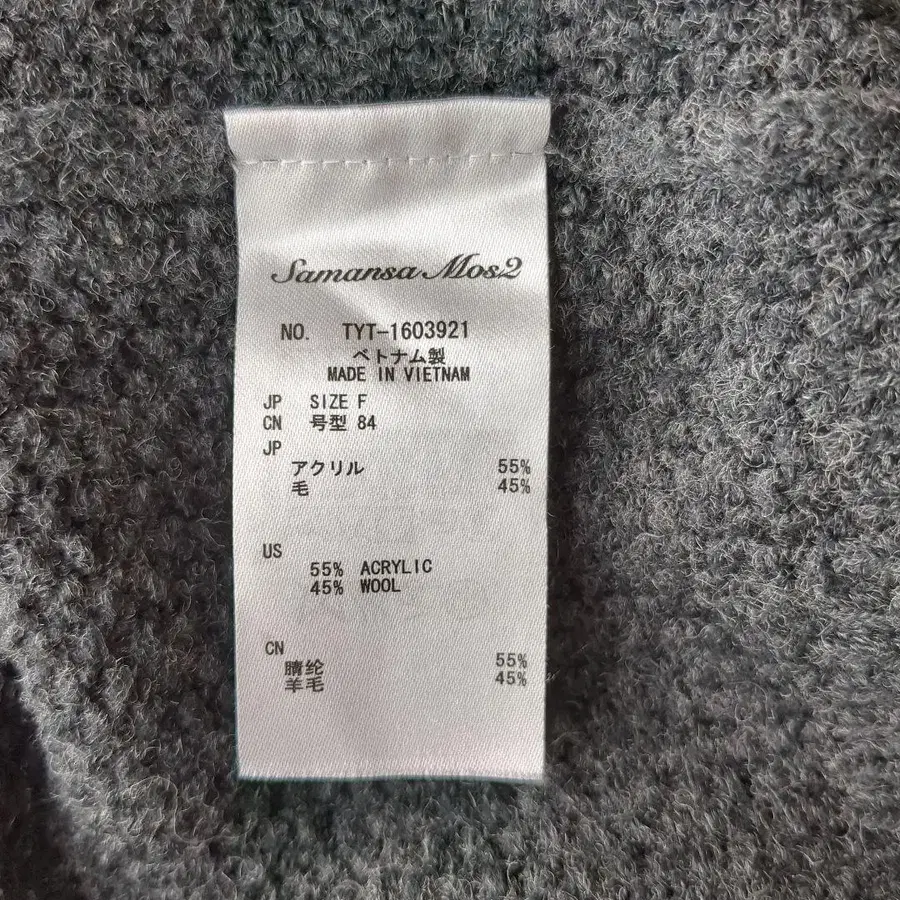 Samansa Mos2
NO. TYT-1603921
ベトナム製
MADE IN VIETNAM
JP SIZE F
CN 号型 84
JP
アクリル 55%
毛 45%
US
55% ACRYLIC
45% WOOL
CN
腈纶 55%
羊毛 45%